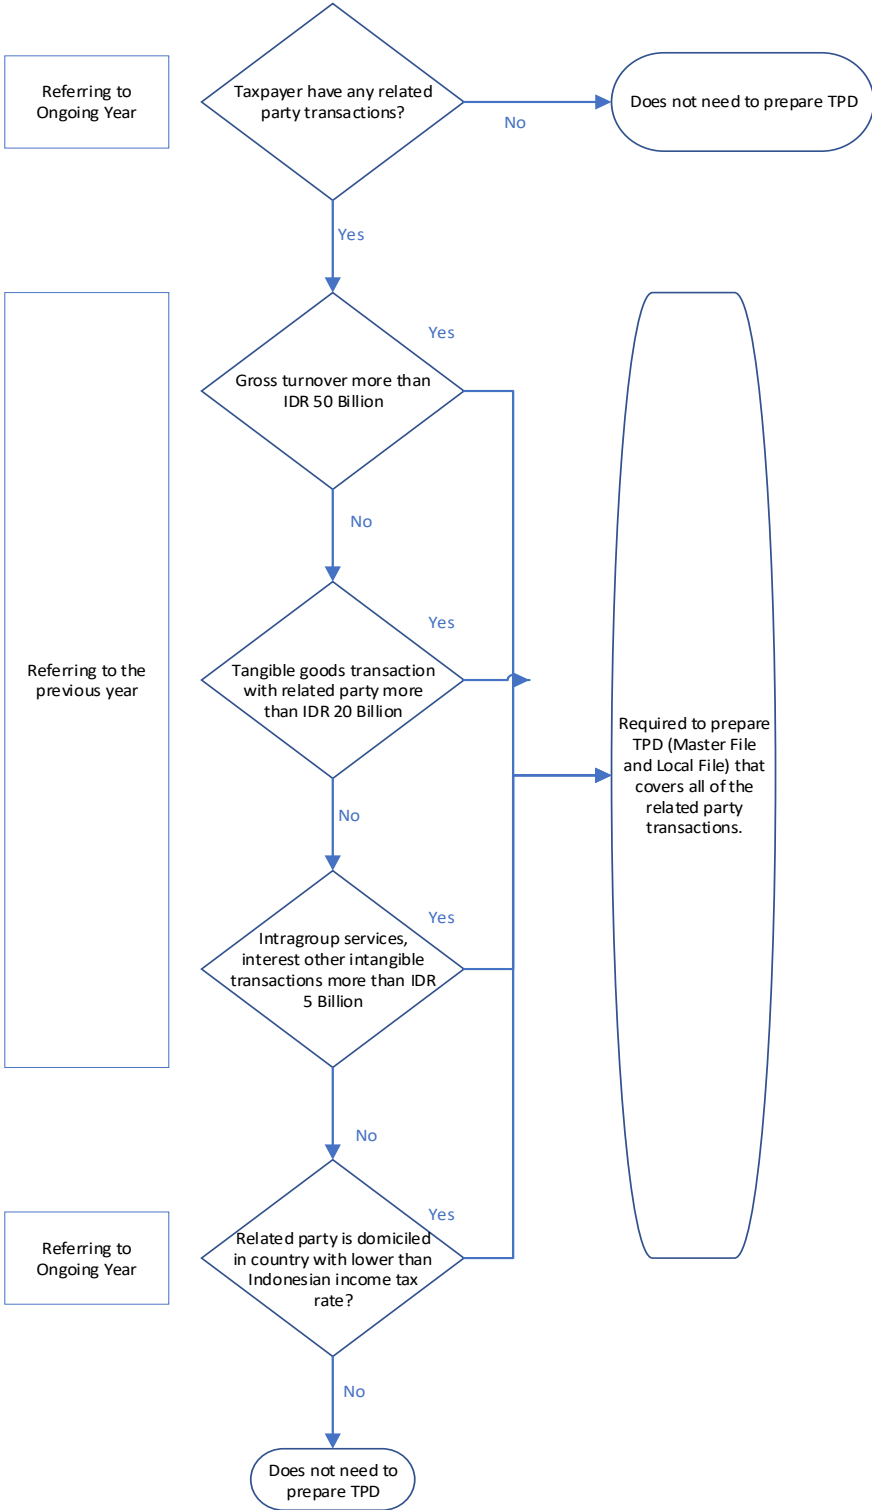 Referring to
Ongoing Year
Taxpayer have any related
party transactions?
No
Does not need to prepare TPD
Yes
Referring to the
previous year
Gross turnover more than
IDR 50 Billion
Yes
No
Tangible goods transaction
with related party more
than IDR 20 Billion
Yes
No
Intragroup services,
interest other intangible
transactions more than IDR
5 Billion
Yes
No
Required to prepare
TPD (Master File
and Local File) that
covers all of the
related party
transactions.
Referring to
Ongoing Year
Related party is domiciled
in country with lower than
Indonesian income tax
rate?
Yes
No
Does not need to
prepare TPD